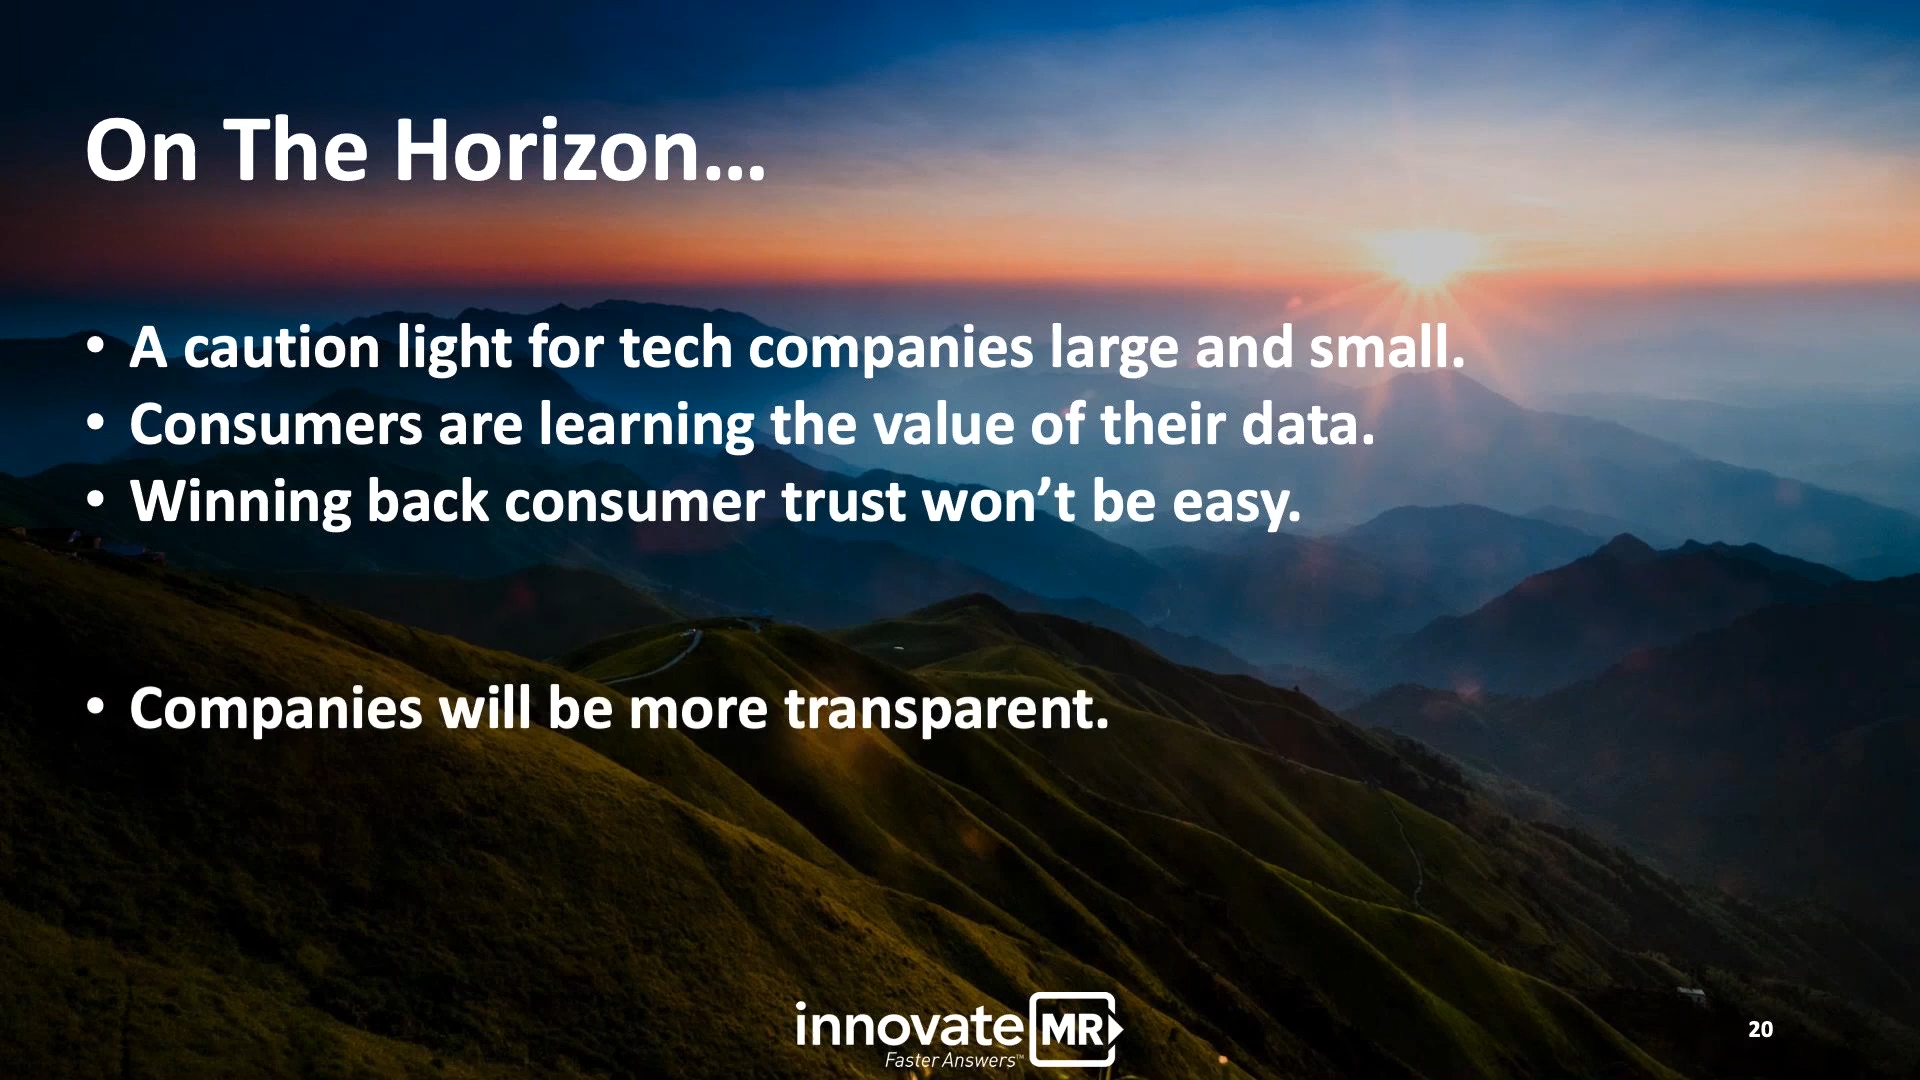 On The Horizon…
• A caution light for tech companies large and small.
• Consumers are learning the value of their data.
• Winning back consumer trust won’t be easy.
• Companies will be more transparent.
innovate MR
Faster Answers™
20